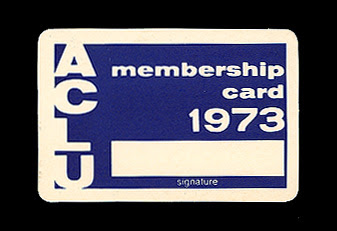 ACLU
membership
card
1973
signature